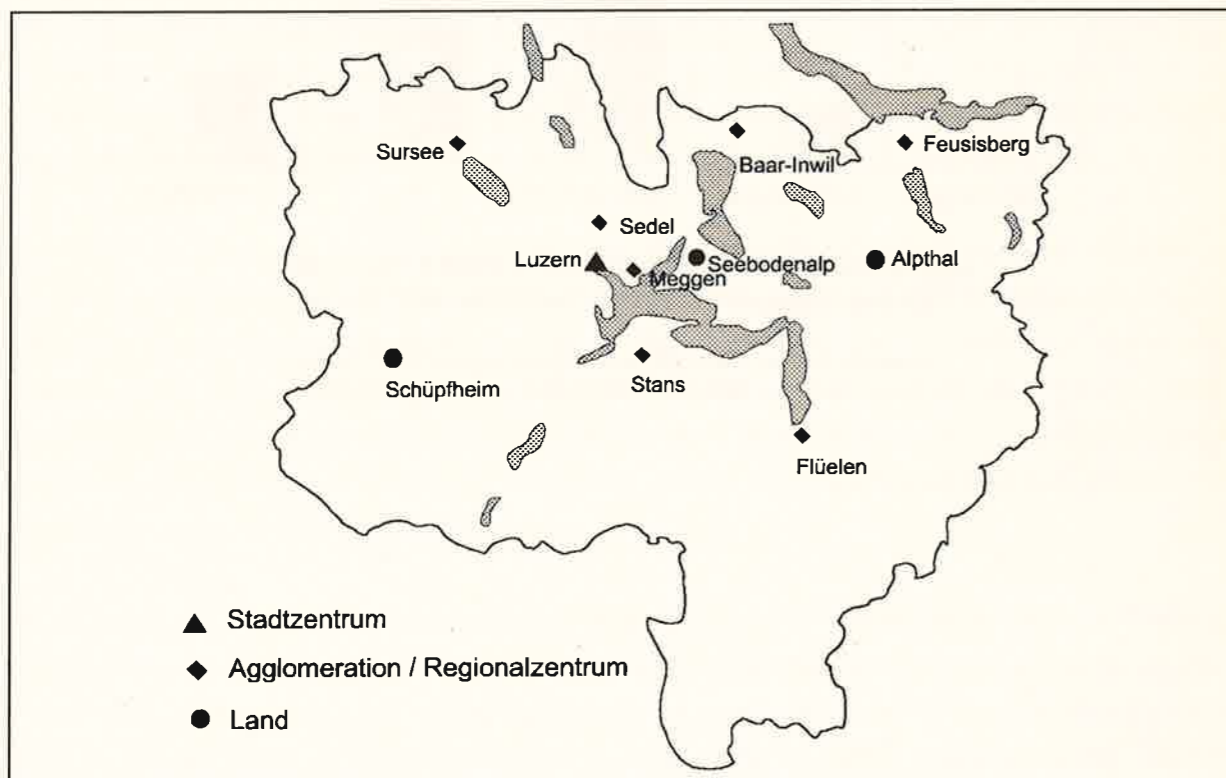 Sursee
Baar-Inwil
Feusisberg
Sedel
Luzern
Meggen
Seebodenalp
Alpthal
Schüpfheim
Stans
Flüelen
Stadtzentrum
Agglomeration / Regionalzentrum
Land